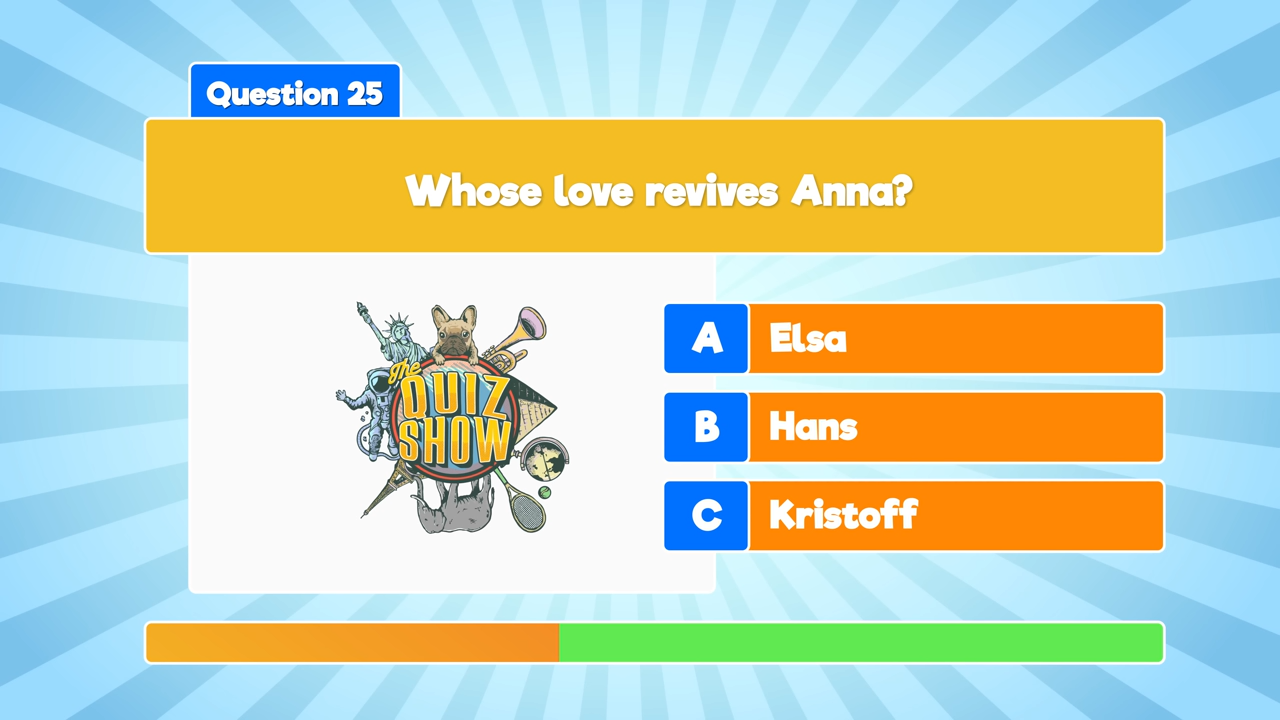 Question 25
Whose love revives Anna?
The
QUIZ
SHOW
A Elsa
B Hans
C Kristoff